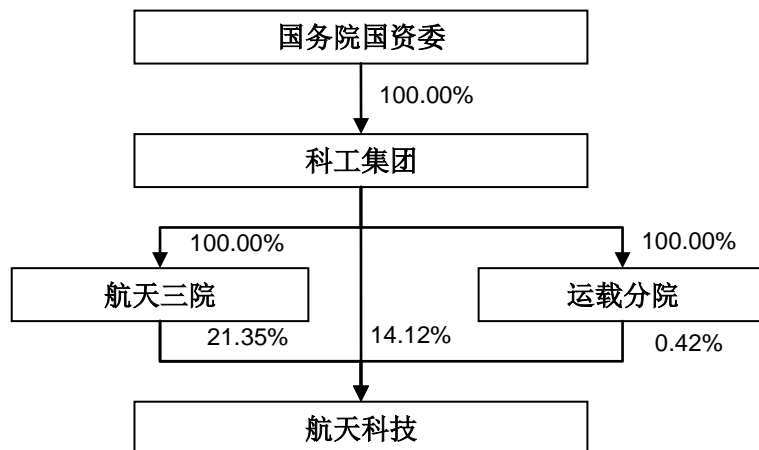 国务院国资委
100.00%
科工集团
100.00%
100.00%
航天三院
运载分院
21.35%
14.12%
0.42%
航天科技